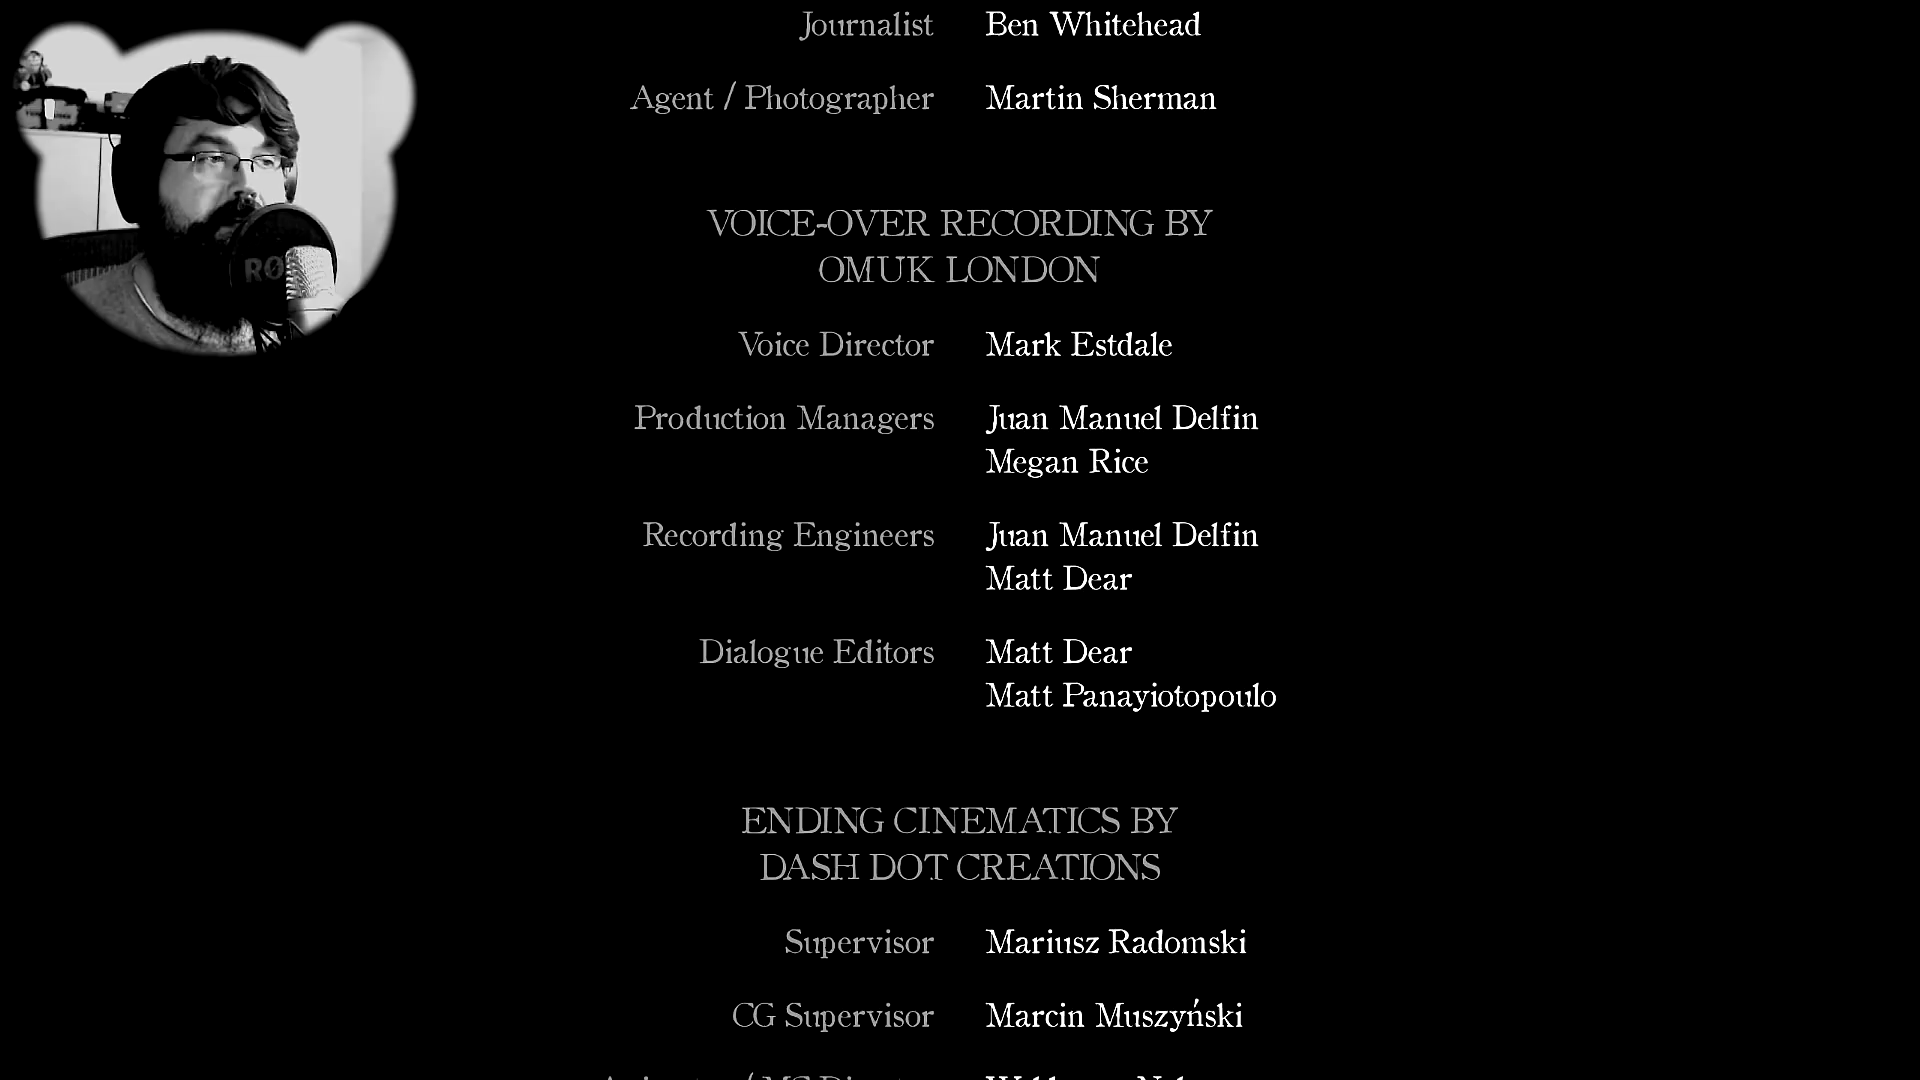 Journalist Ben Whitehead
Agent / Photographer Martin Sherman
VOICE-OVER RECORDING BY
OMUK LONDON
Voice Director Mark Estdale
Production Managers Juan Manuel Delfin
Megan Rice
Recording Engineers Juan Manuel Delfin
Matt Dear
Dialogue Editors Matt Dear
Matt Panayiotopoulo
ENDING CINEMATICS BY
DASH DOT CREATIONS
Supervisor Mariusz Radomski
CG Supervisor Marcin Muszyński